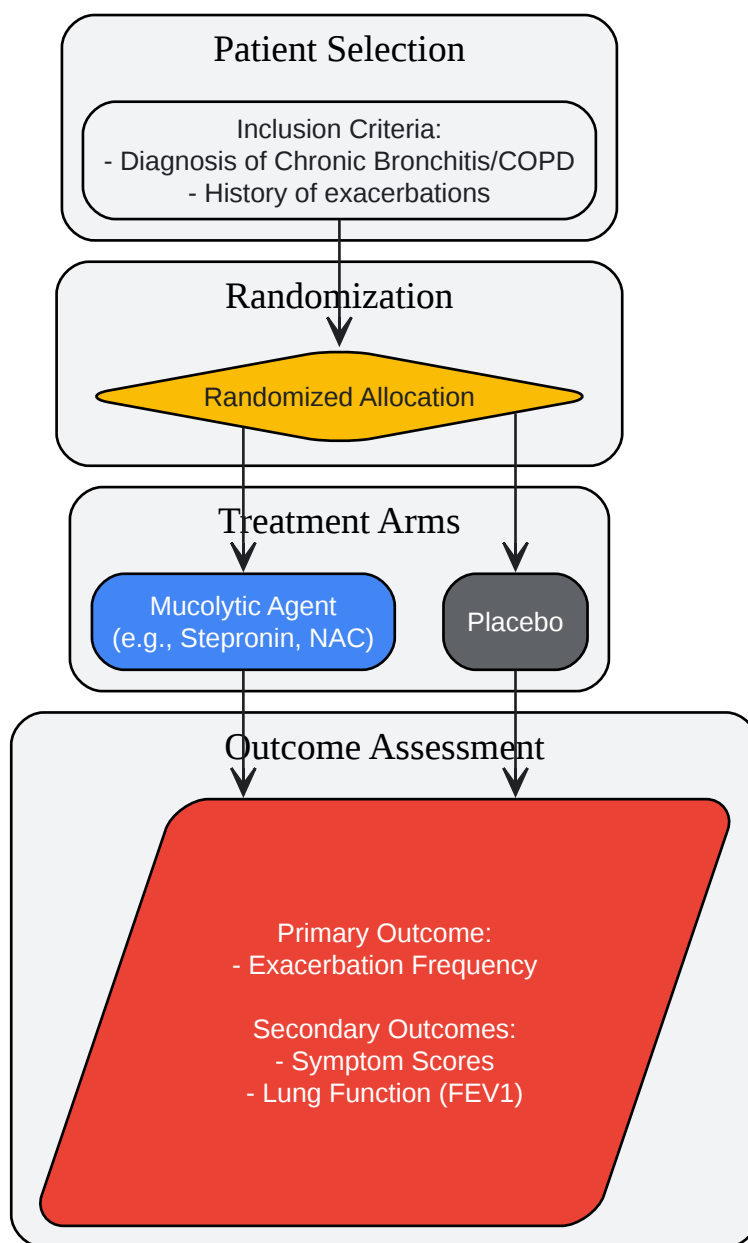 Patient Selection
Inclusion Criteria:
- Diagnosis of Chronic Bronchitis/COPD
- History of exacerbations
Randomization
Randomized Allocation
Treatment Arms
Mucolytic Agent
(e.g., Stepronin, NAC)
Placebo
Outcome Assessment
Primary Outcome:
- Exacerbation Frequency
Secondary Outcomes:
- Symptom Scores
- Lung Function (FEV1)